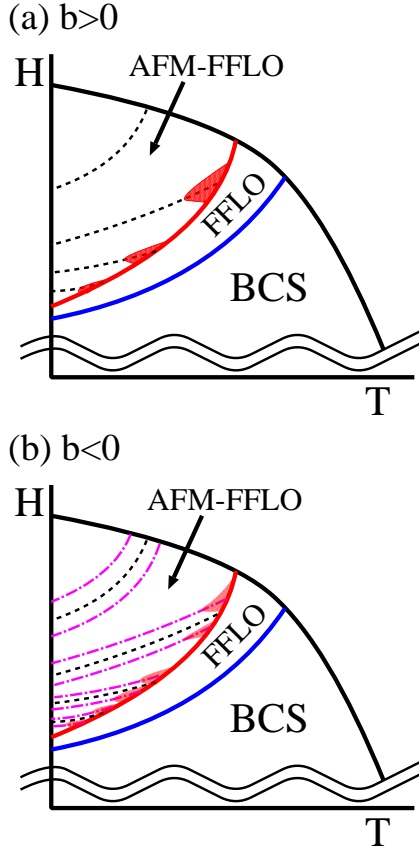 (a) b>0
H
AFM-FFLO
FFLO
BCS
T
(b) b<0
H
AFM-FFLO
FFLO
BCS
T